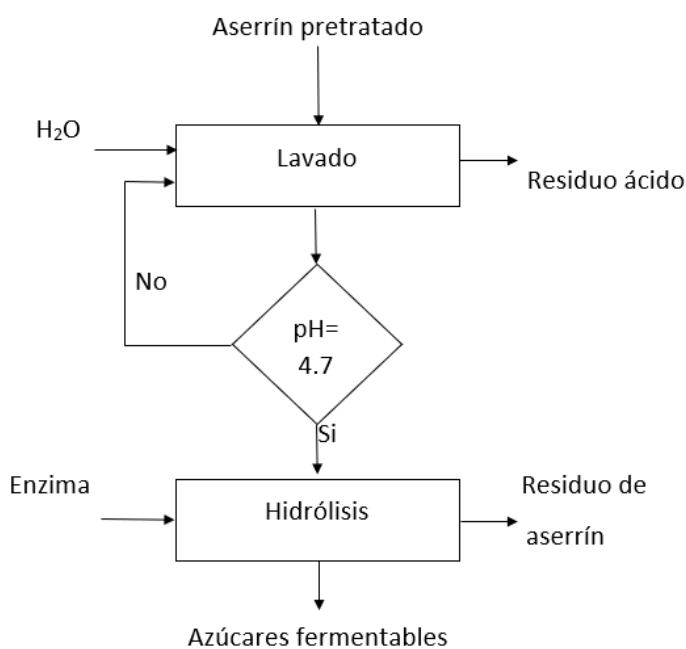 Aserrín pretratado
H₂O
Lavado
Residuo ácido
No
pH=
4.7
Si
Enzima
Hidrólisis
Residuo de
aserrín
Azúcares fermentables